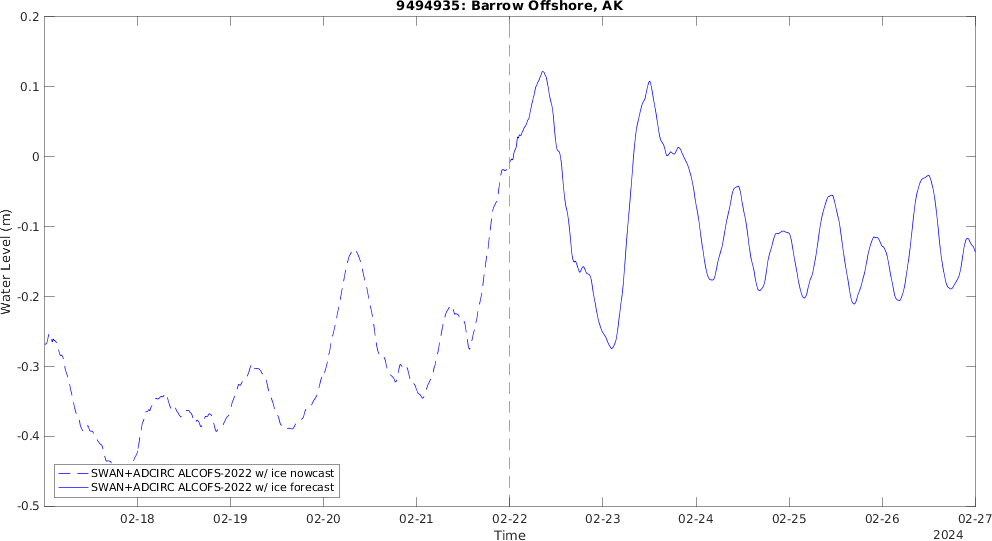 9494935: Barrow Offshore, AK
Water Level (m)
0.2
0.1
0
-0.1
-0.2
-0.3
-0.4
-0.5
SWAN+ADCIRC ALCOFS-2022 w/ ice nowcast
SWAN+ADCIRC ALCOFS-2022 w/ ice forecast
02-18 02-19 02-20 02-21 02-22 02-23 02-24 02-25 02-26 02-27
Time
2024